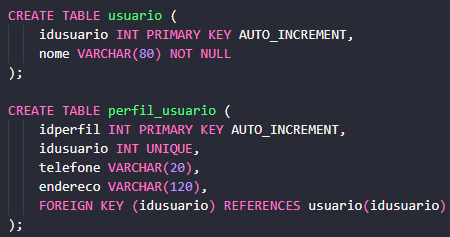 CREATE TABLE usuario (
    idusuario INT PRIMARY KEY AUTO_INCREMENT,
    nome VARCHAR(80) NOT NULL
);

CREATE TABLE perfil_usuario (
    idperfil INT PRIMARY KEY AUTO_INCREMENT,
    idusuario INT UNIQUE,
    telefone VARCHAR(20),
    endereco VARCHAR(120),
    FOREIGN KEY (idusuario) REFERENCES usuario(idusuario)
);